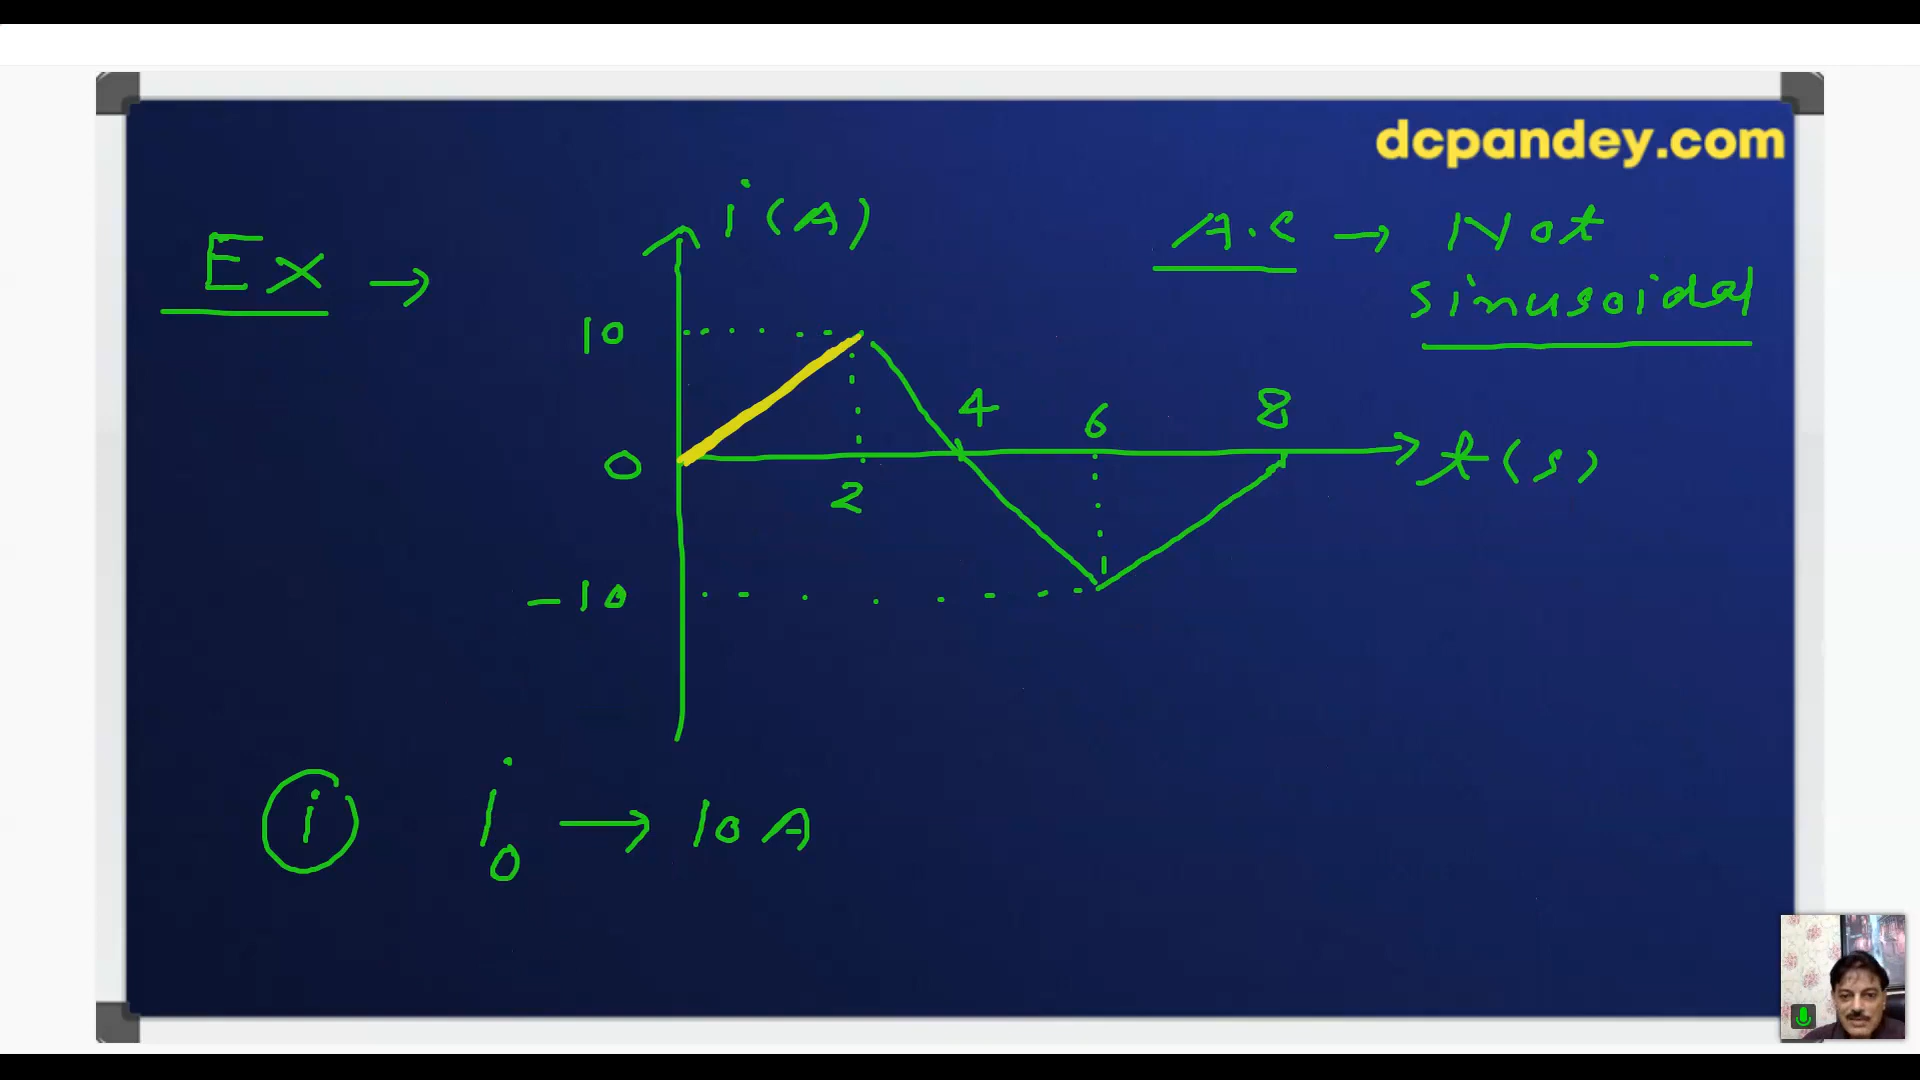 dcpandey.com
Ex →
i (A)
A.C → Not
sinusoidal
10
4
6
8
0
t (s)
2
-10
i i₀ → 10 A